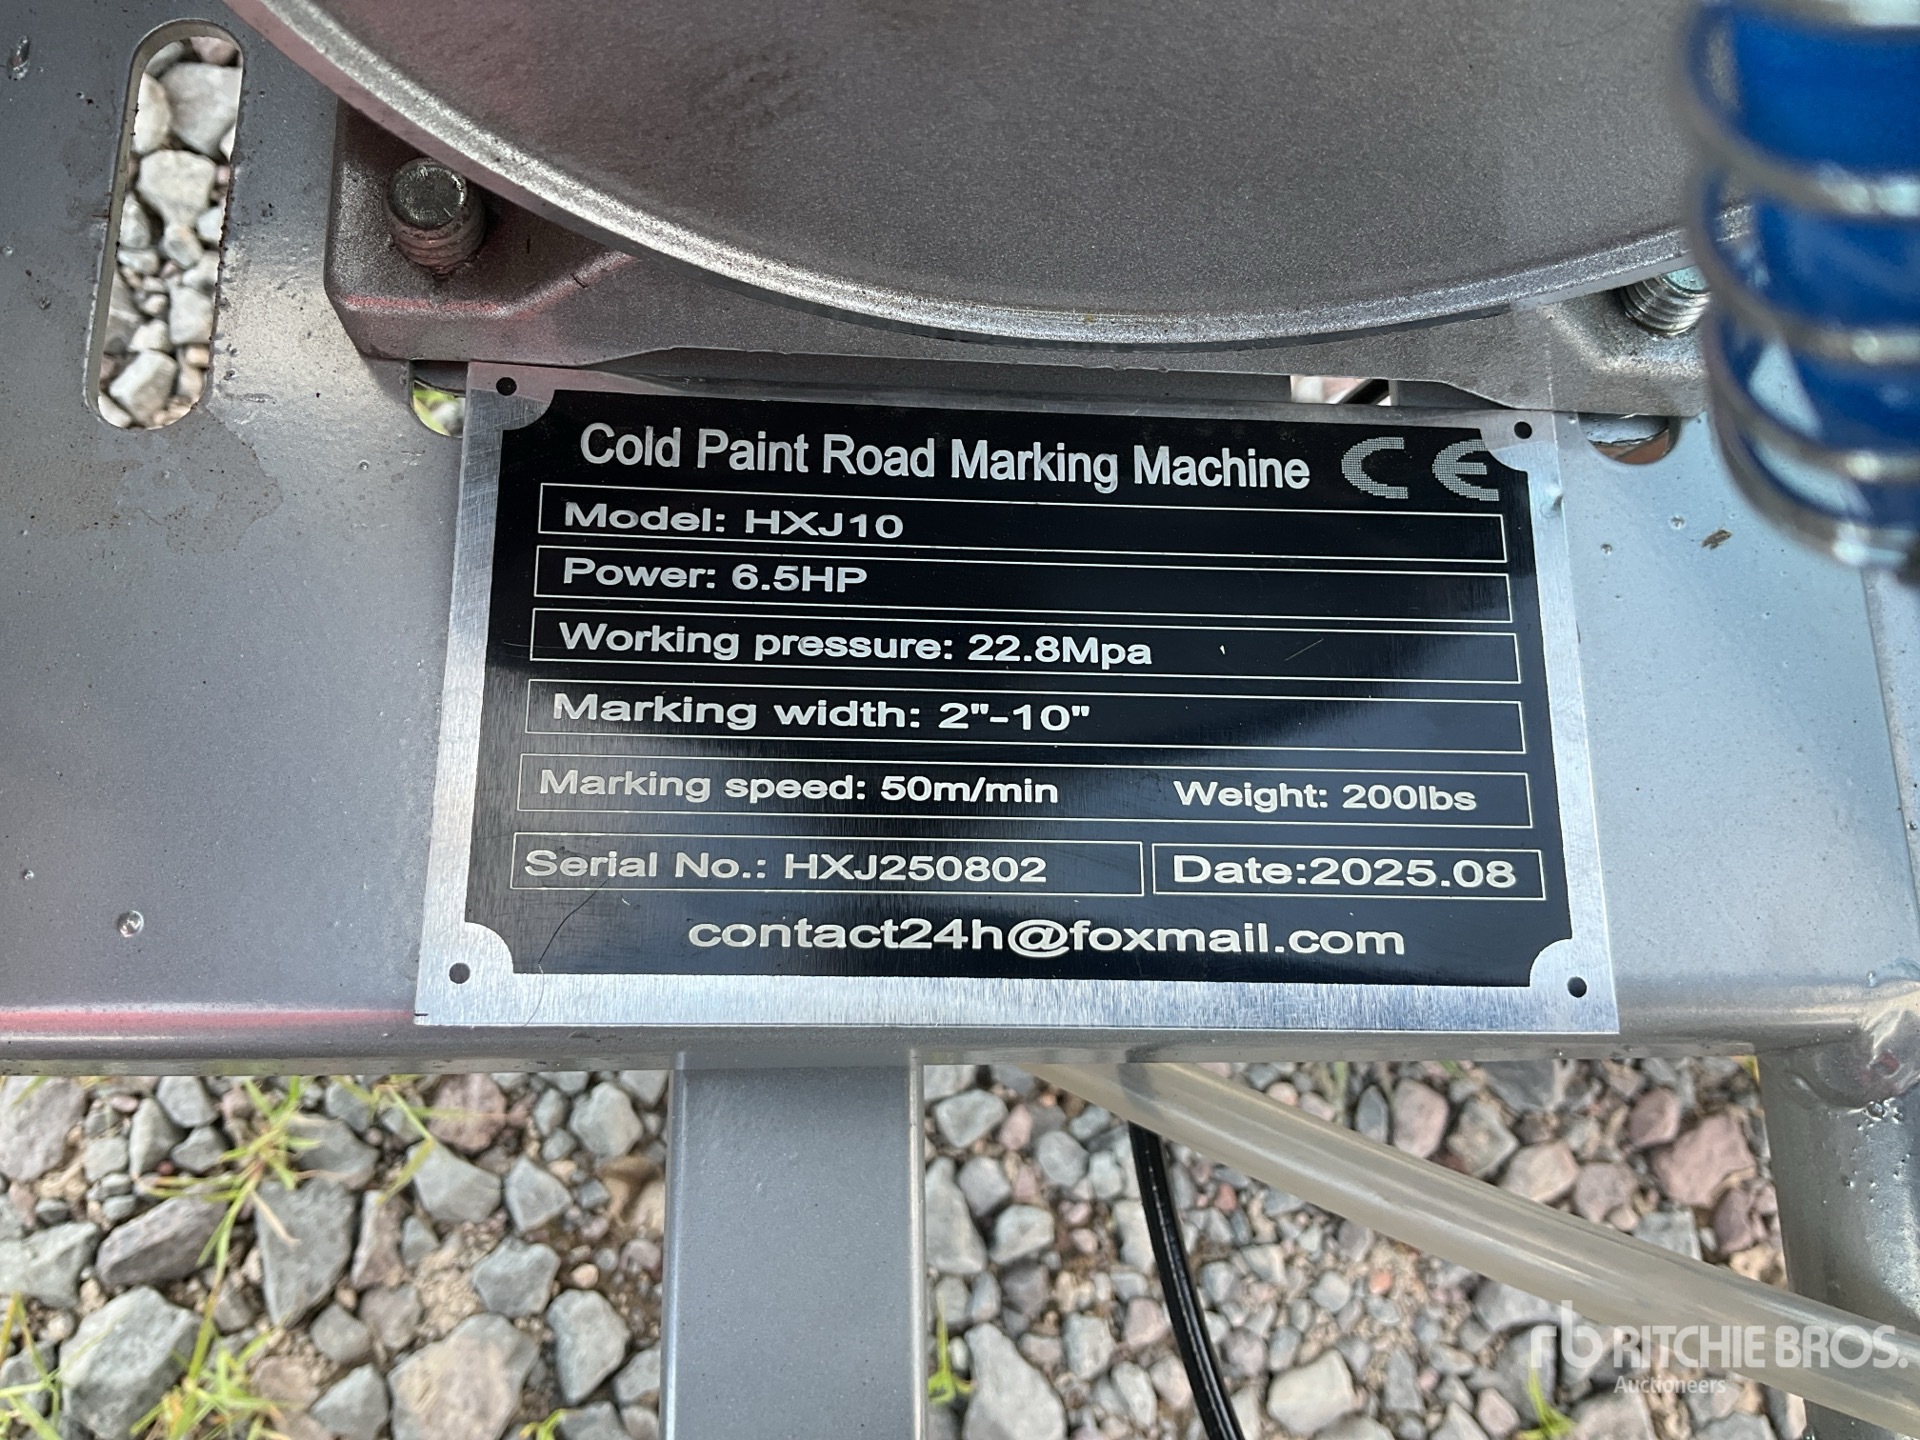 Cold Paint Road Marking Machine CE
Model: HXJ10
Power: 6.5HP
Working pressure: 22.8Mpa
Marking width: 2"-10"
Marking speed: 50m/min Weight: 200lbs
Serial No.: HXJ250802 Date:2025.08
contact24h@foxmail.com
rb RITCHIE BROS.
Auctioneers